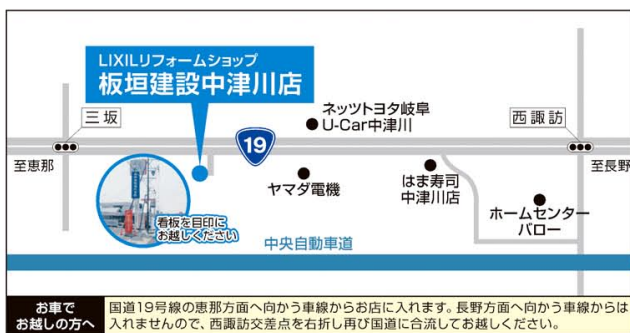 LIXILリフォームショップ
板垣建設中津川店
三坂
ネッツトヨタ岐阜
U-Car中津川
西諏訪
19
至恵那
至長野
ヤマダ電機
はま寿司
中津川店
ホームセンター
バロー
看板を目印に
お越しください
中央自動車道
お車で
お越しの方へ
国道19号線の恵那方面へ向かう車線からお店に入れます。長野方面へ向かう車線からは
入れませんので、西諏訪交差点を右折し再び国道に合流してお越しください。